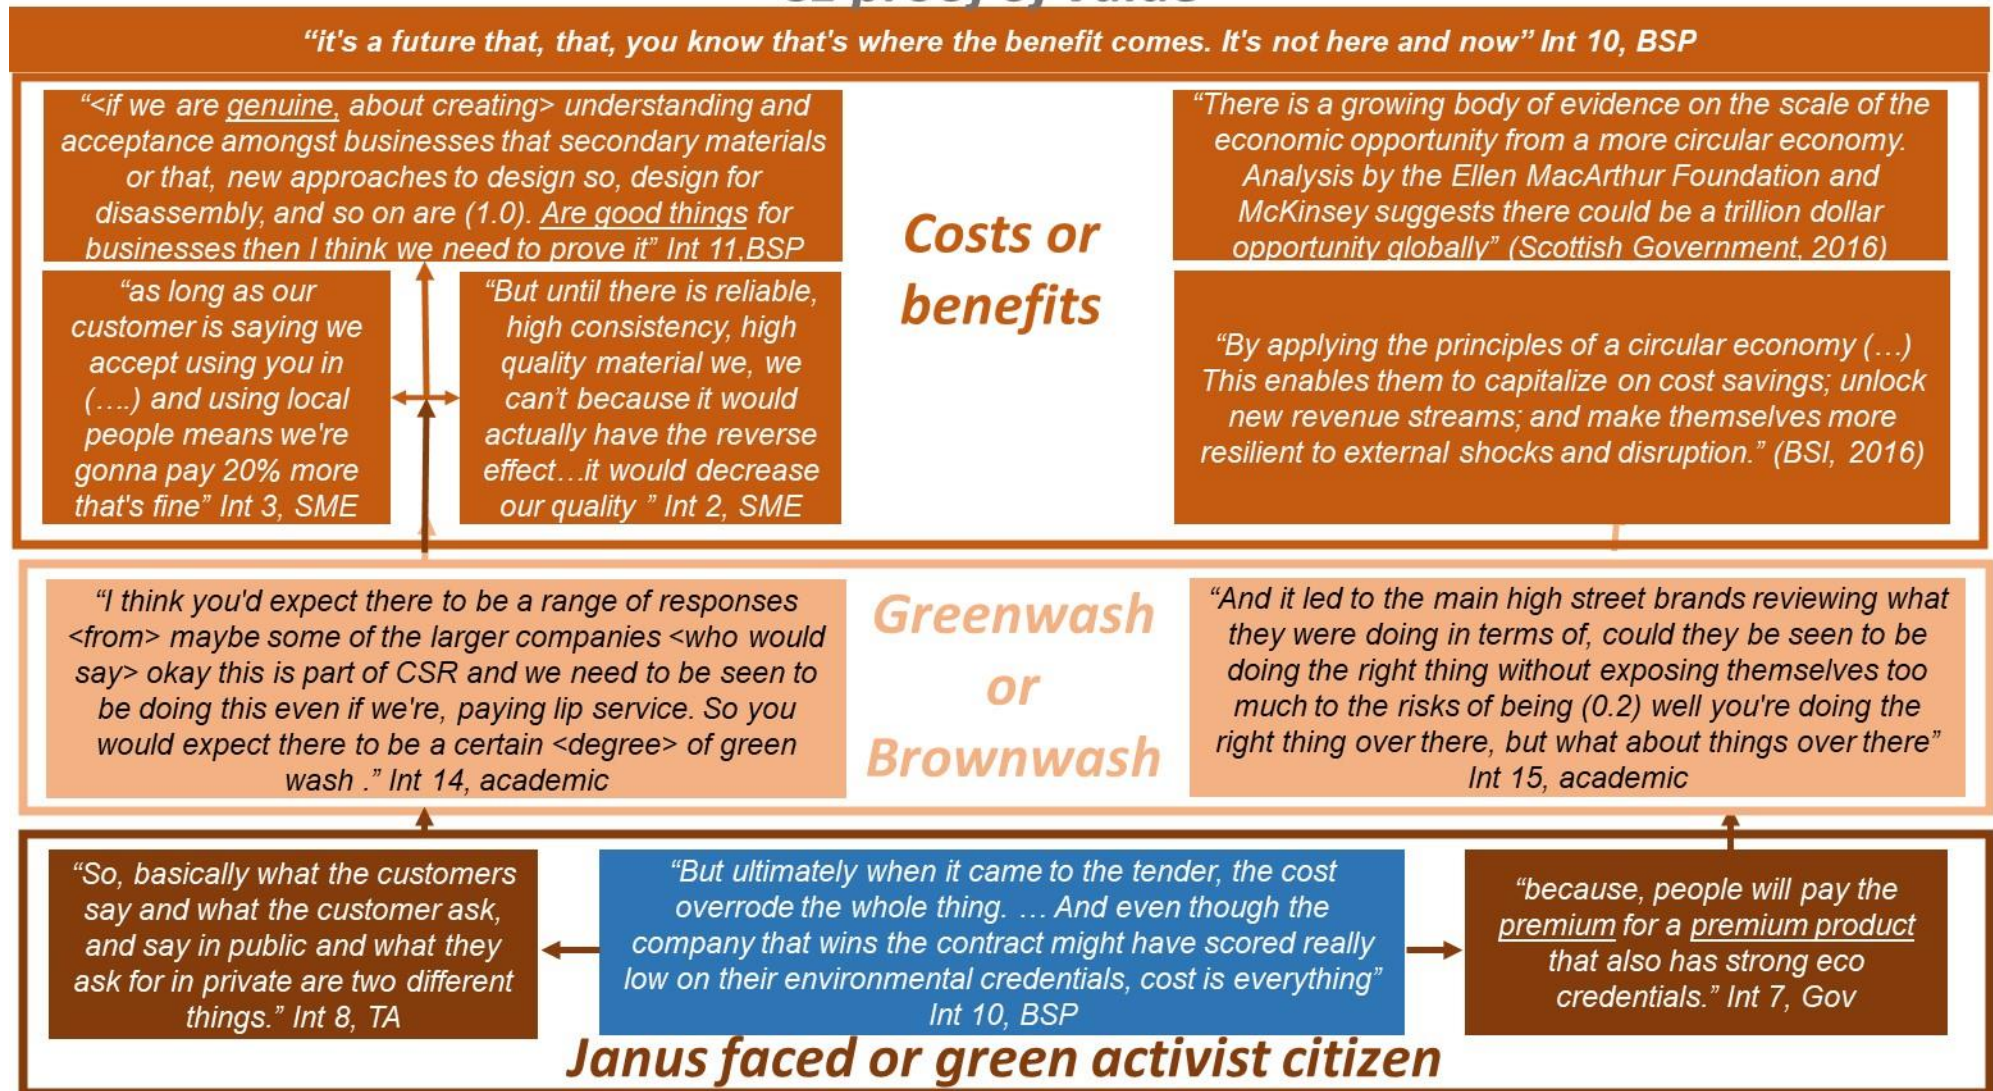 “it's a future that, that, you know that's where the benefit comes. It's not here and now” Int 10, BSP
“<if we are genuine, about creating> understanding and
acceptance amongst businesses that secondary materials
or that, new approaches to design so, design for
disassembly, and so on are (1.0). Are good things for
businesses then I think we need to prove it” Int 11,BSP
“as long as our
customer is saying we
accept using you in
(….) and using local
people means we're
gonna pay 20% more
that's fine” Int 3, SME
“But until there is reliable,
high consistency, high
quality material we, we
can’t because it would
actually have the reverse
effect…it would decrease
our quality ” Int 2, SME
Costs or
benefits
“There is a growing body of evidence on the scale of the
economic opportunity from a more circular economy.
Analysis by the Ellen MacArthur Foundation and
McKinsey suggests there could be a trillion dollar
opportunity globally” (Scottish Government, 2016)
“By applying the principles of a circular economy (…)
This enables them to capitalize on cost savings; unlock
new revenue streams; and make themselves more
resilient to external shocks and disruption.” (BSI, 2016)
“I think you'd expect there to be a range of responses
<from> maybe some of the larger companies <who would
say> okay this is part of CSR and we need to be seen to
be doing this even if we're, paying lip service. So you
would expect there to be a certain <degree> of green
wash .” Int 14, academic
Greenwash
or
Brownwash
“And it led to the main high street brands reviewing what
they were doing in terms of, could they be seen to be
doing the right thing without exposing themselves too
much to the risks of being (0.2) well you're doing the
right thing over there, but what about things over there”
Int 15, academic
“So, basically what the customers
say and what the customer ask,
and say in public and what they
ask for in private are two different
things.” Int 8, TA
“But ultimately when it came to the tender, the cost
overrode the whole thing. … And even though the
company that wins the contract might have scored really
low on their environmental credentials, cost is everything”
Int 10, BSP
“because, people will pay the
premium for a premium product
that also has strong eco
credentials.” Int 7, Gov
Janus faced or green activist citizen